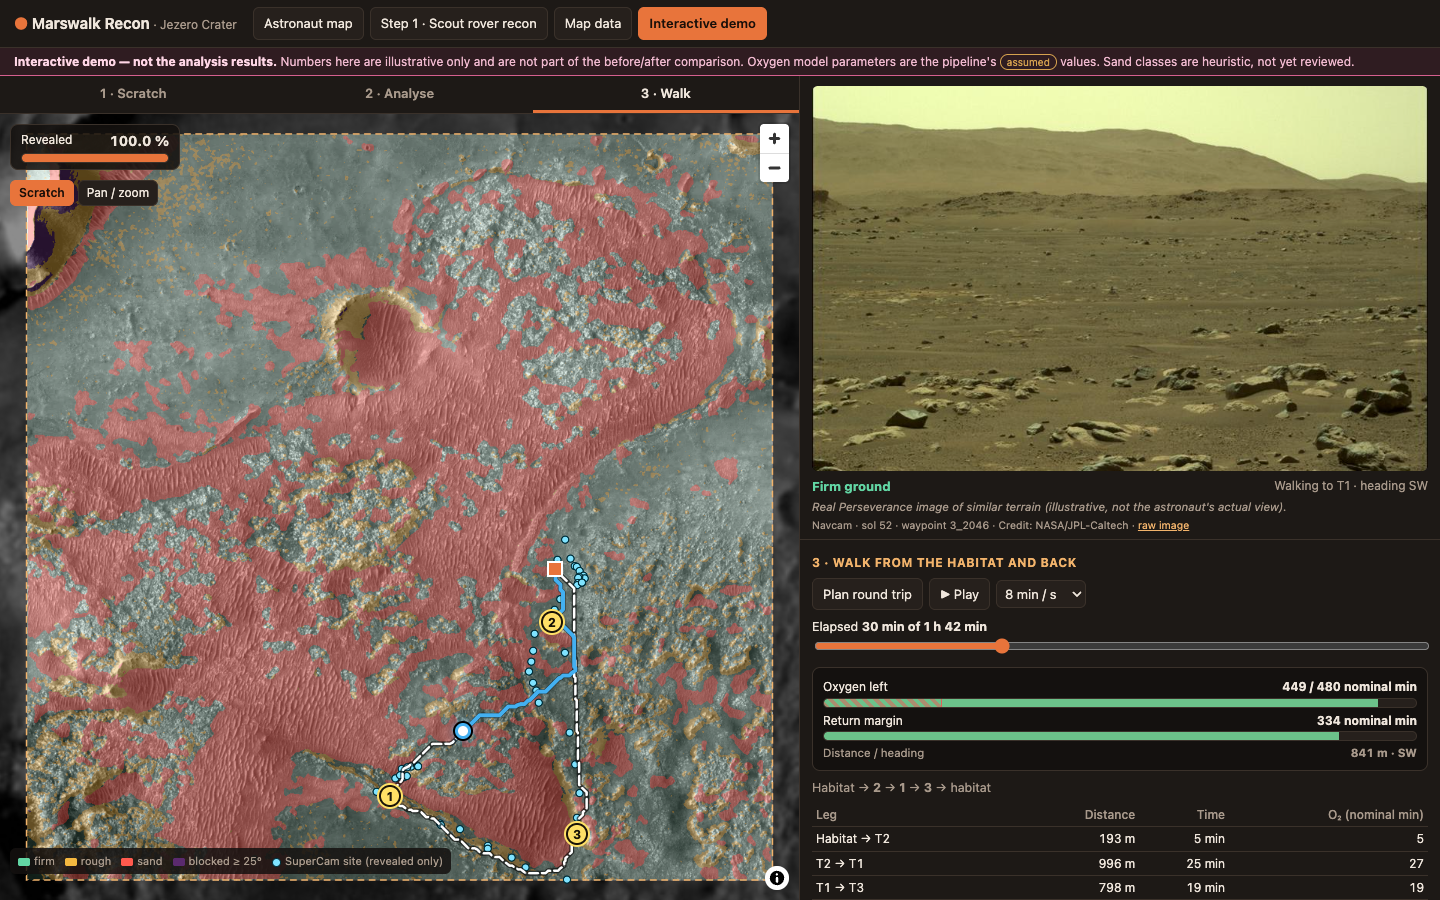 Marswalk Recon · Jezero Crater
Astronaut map
Step 1 · Scout rover recon
Map data
Interactive demo
Interactive demo — not the analysis results. Numbers here are illustrative only and are not part of the before/after comparison. Oxygen model parameters are the pipeline's assumed values. Sand classes are heuristic, not yet reviewed.
1 · Scratch
2 · Analyse
3 · Walk
Revealed 100.0 %
Scratch
Pan / zoom
+
−
2
1
3
firm
rough
sand
blocked ≥ 25°
SuperCam site (revealed only)
Firm ground
Walking to T1 · heading SW
Real Perseverance image of similar terrain (illustrative, not the astronaut's actual view).
Navcam · sol 52 · waypoint 3_2046 · Credit: NASA/JPL-Caltech · raw image
3 · WALK FROM THE HABITAT AND BACK
Plan round trip
Play
8 min / s
Elapsed 30 min of 1 h 42 min
Oxygen left 449 / 480 nominal min
Return margin 334 nominal min
Distance / heading 841 m · SW
Habitat → 2 → 1 → 3 → habitat
Leg Distance Time O₂ (nominal min)
Habitat → T2 193 m 5 min 5
T2 → T1 996 m 25 min 27
T1 → T3 798 m 19 min 19